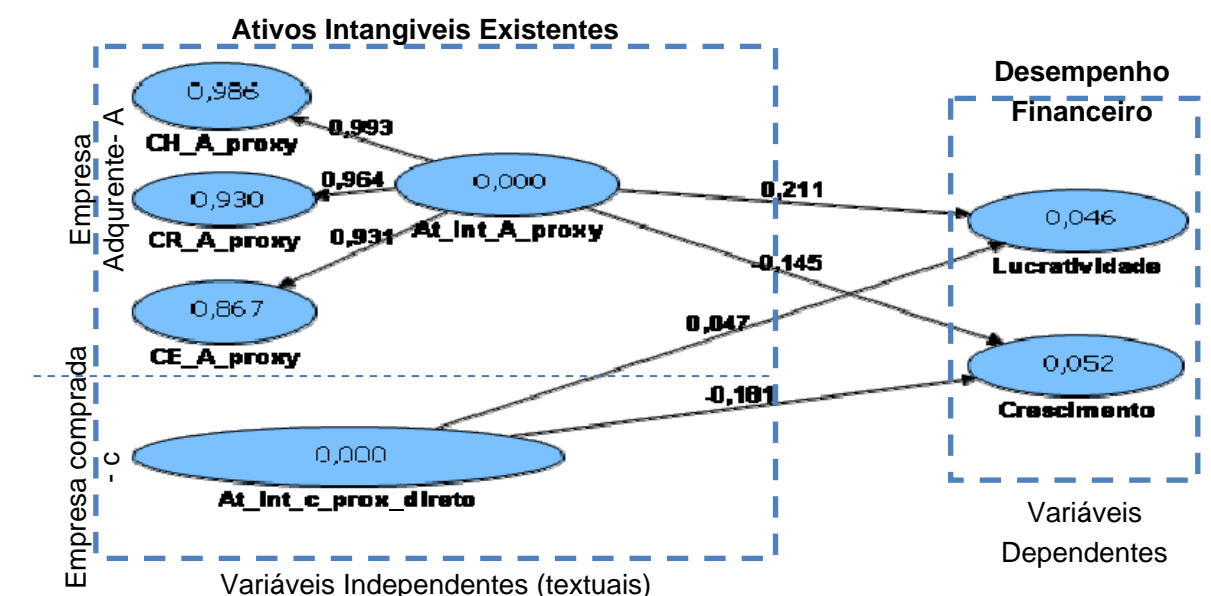 Ativos Intangiveis Existentes
Empresa
Adqurente- A
0,986
CH_A_proxy
0,993
0,930
CR_A_proxy
0,964
0,000
At_Int_A_proxy
0,931
0,867
CE_A_proxy
0,211
-0,145
0,047
-0,181
Empresa comprada
- c
0,000
At_Int_c_prox_direto
Variáveis Independentes (textuais)
Desempenho
Financeiro
0,046
Lucratividade
0,052
Crescimento
Variáveis
Dependentes